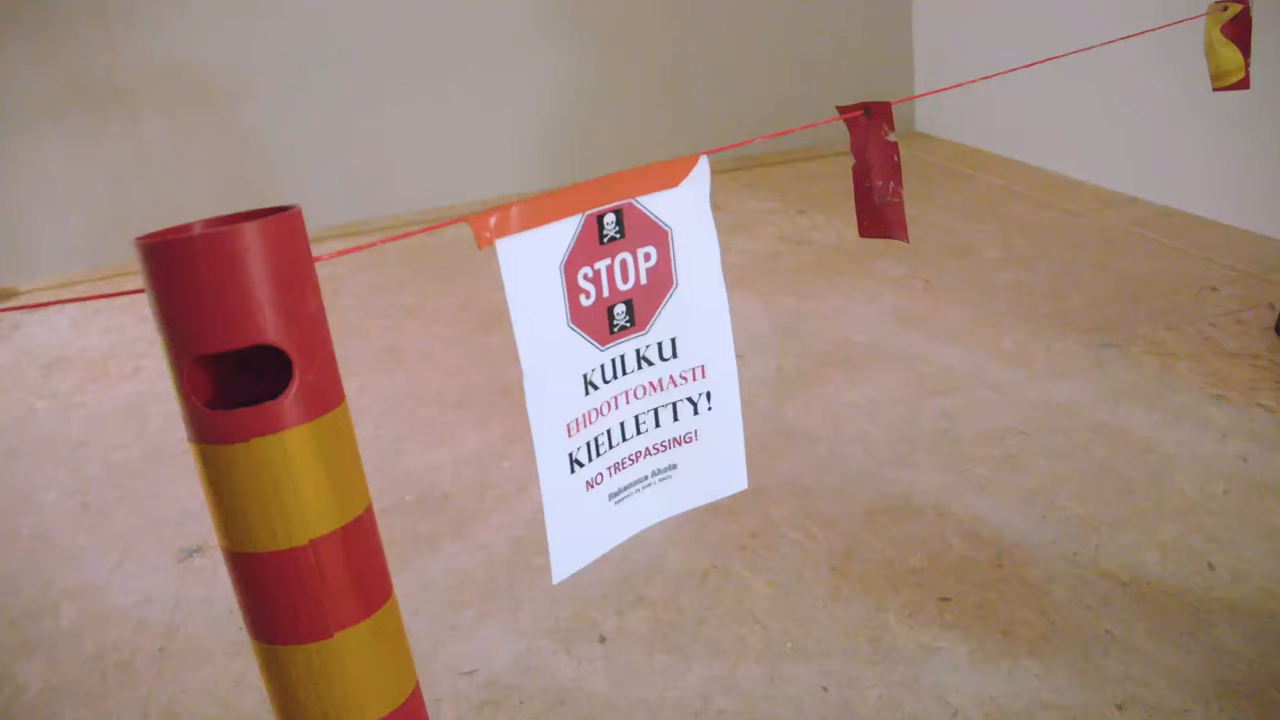 STOP
KULKU
EHDOTTOMASTI
KIELLETTY!
NO TRESPASSING!